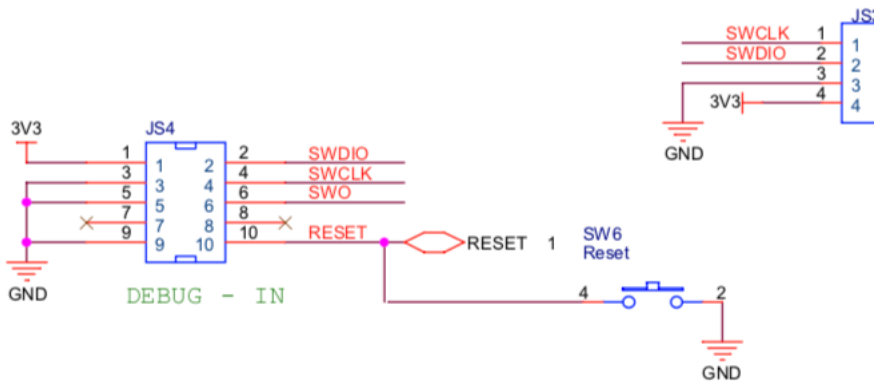 JS
SWCLK 1 1
SWDIO 2 2
3 3
3V3 4 4
GND
3V3 JS4
1 1 2 2 SWDIO
3 3 4 4 SWCLK
5 5 6 6 SWO
7 7 8 8
9 9 10 10 RESET
RESET 1
SW6
Reset
GND
DEBUG - IN
4 2
GND